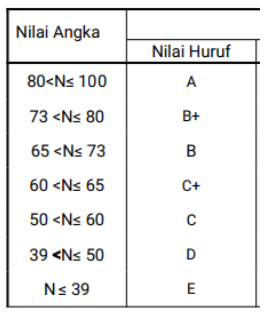 Nilai Angka
Nilai Huruf
80<N≤ 100 A
73 <N≤ 80 B+
65 <N≤ 73 B
60 <N≤ 65 C+
50 <N≤ 60 C
39 <N≤ 50 D
N ≤ 39 E